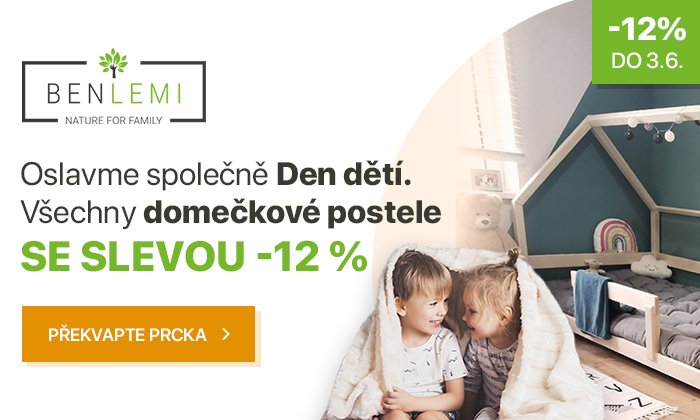 -12%
DO 3.6.
BENLEMI
NATURE FOR FAMILY
Oslavme společně Den dětí.
Všechny domečkové postele
SE SLEVOU -12 %
PŘEKVAPTE PRCKA >